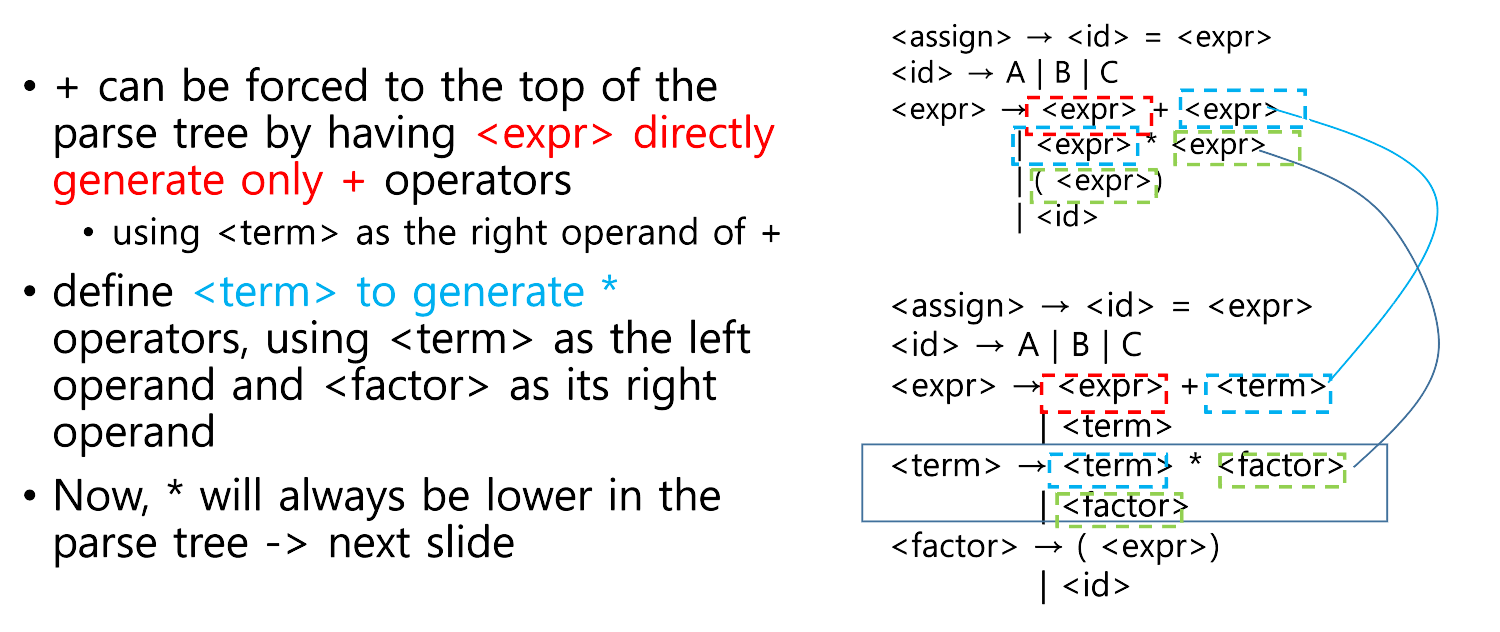 • + can be forced to the top of the
parse tree by having <expr> directly
generate only + operators
• using <term> as the right operand of +
• define <term> to generate *
operators, using <term> as the left
operand and <factor> as its right
operand
• Now, * will always be lower in the
parse tree -> next slide
<assign> → <id> = <expr>
<id> → A | B | C
<expr> → <expr> + <expr>
| <expr> * <expr>
| ( <expr>)
| <id>
<assign> → <id> = <expr>
<id> → A | B | C
<expr> → <expr> + <term>
| <term>
<term> → <term> * <factor>
| <factor>
<factor> → ( <expr>)
| <id>